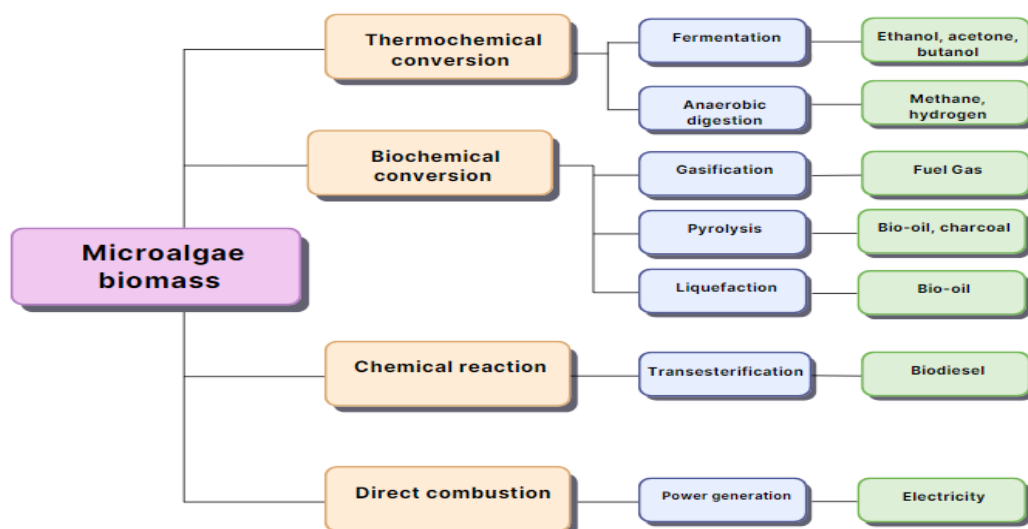 Microalgae
biomass
Thermochemical
conversion
Fermentation
Ethanol, acetone,
butanol
Anaerobic
digestion
Methane,
hydrogen
Biochemical
conversion
Gasification
Fuel Gas
Pyrolysis
Bio-oil, charcoal
Liquefaction
Bio-oil
Chemical reaction
Transesterification
Biodiesel
Direct combustion
Power generation
Electricity